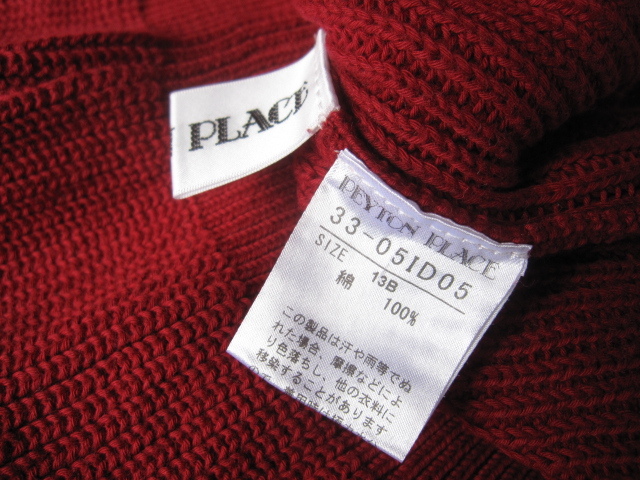 PLACE
PEYTON PLACE
33-05ID05
SIZE 13B
綿 100%
この製品は汗や雨等でぬ
れた場合、摩擦などによ
り色落ちし、他の衣料に
移染することがあります